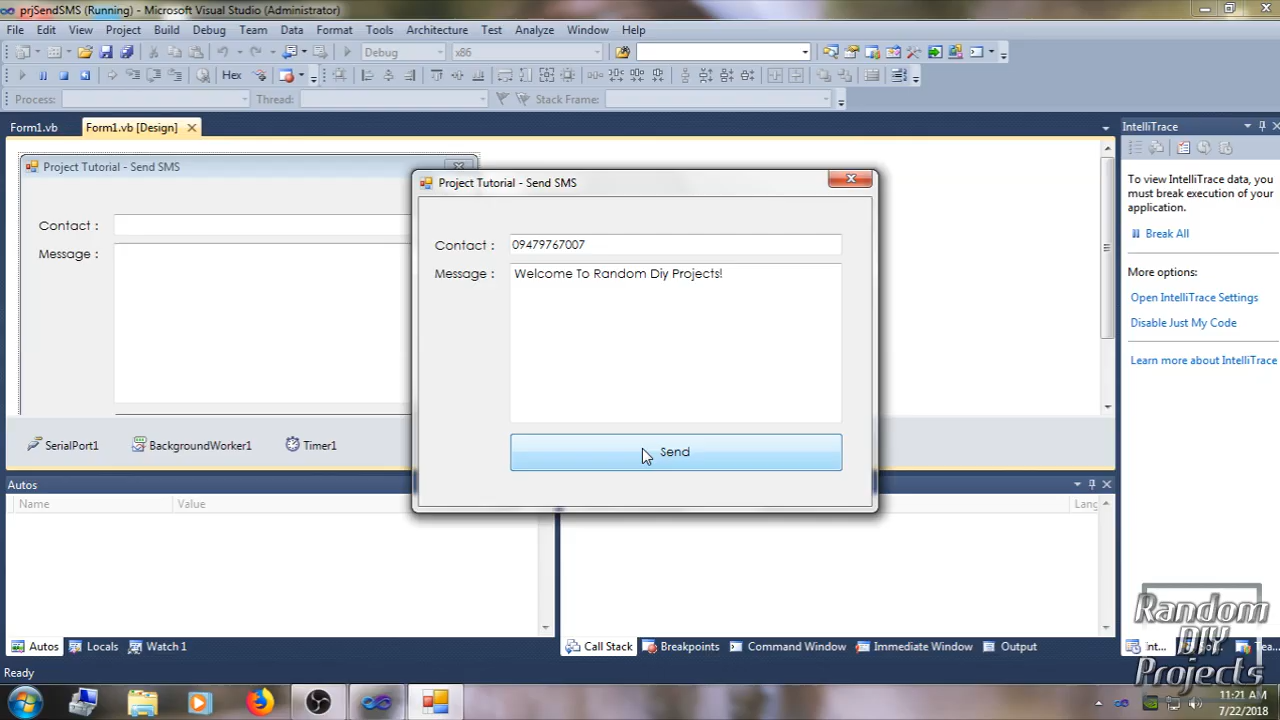 prjSendSMS (Running) - Microsoft Visual Studio (Administrator)
File Edit View Project Build Debug Team Data Format Tools Architecture Test Analyze Window Help
Debug x86
Hex
Process: Thread: Stack Frame:
Form1.vb Form1.vb [Design]
IntelliTrace
Project Tutorial - Send SMS
Contact :
Message :
SerialPort1 BackgroundWorker1 Timer1
Project Tutorial - Send SMS
Contact : 09479767007
Message : Welcome To Random Diy Projects!
Send
To view IntelliTrace data, you
must break execution of your
application.
Break All
More options:
Open IntelliTrace Settings
Disable Just My Code
Learn more about IntelliTrace
Autos
Name Value
Lang
Autos Locals Watch 1
Call Stack Breakpoints Command Window Immediate Window Output
Int...
Ready
Random
DIY
Projects
11:21 AM
7/22/2018